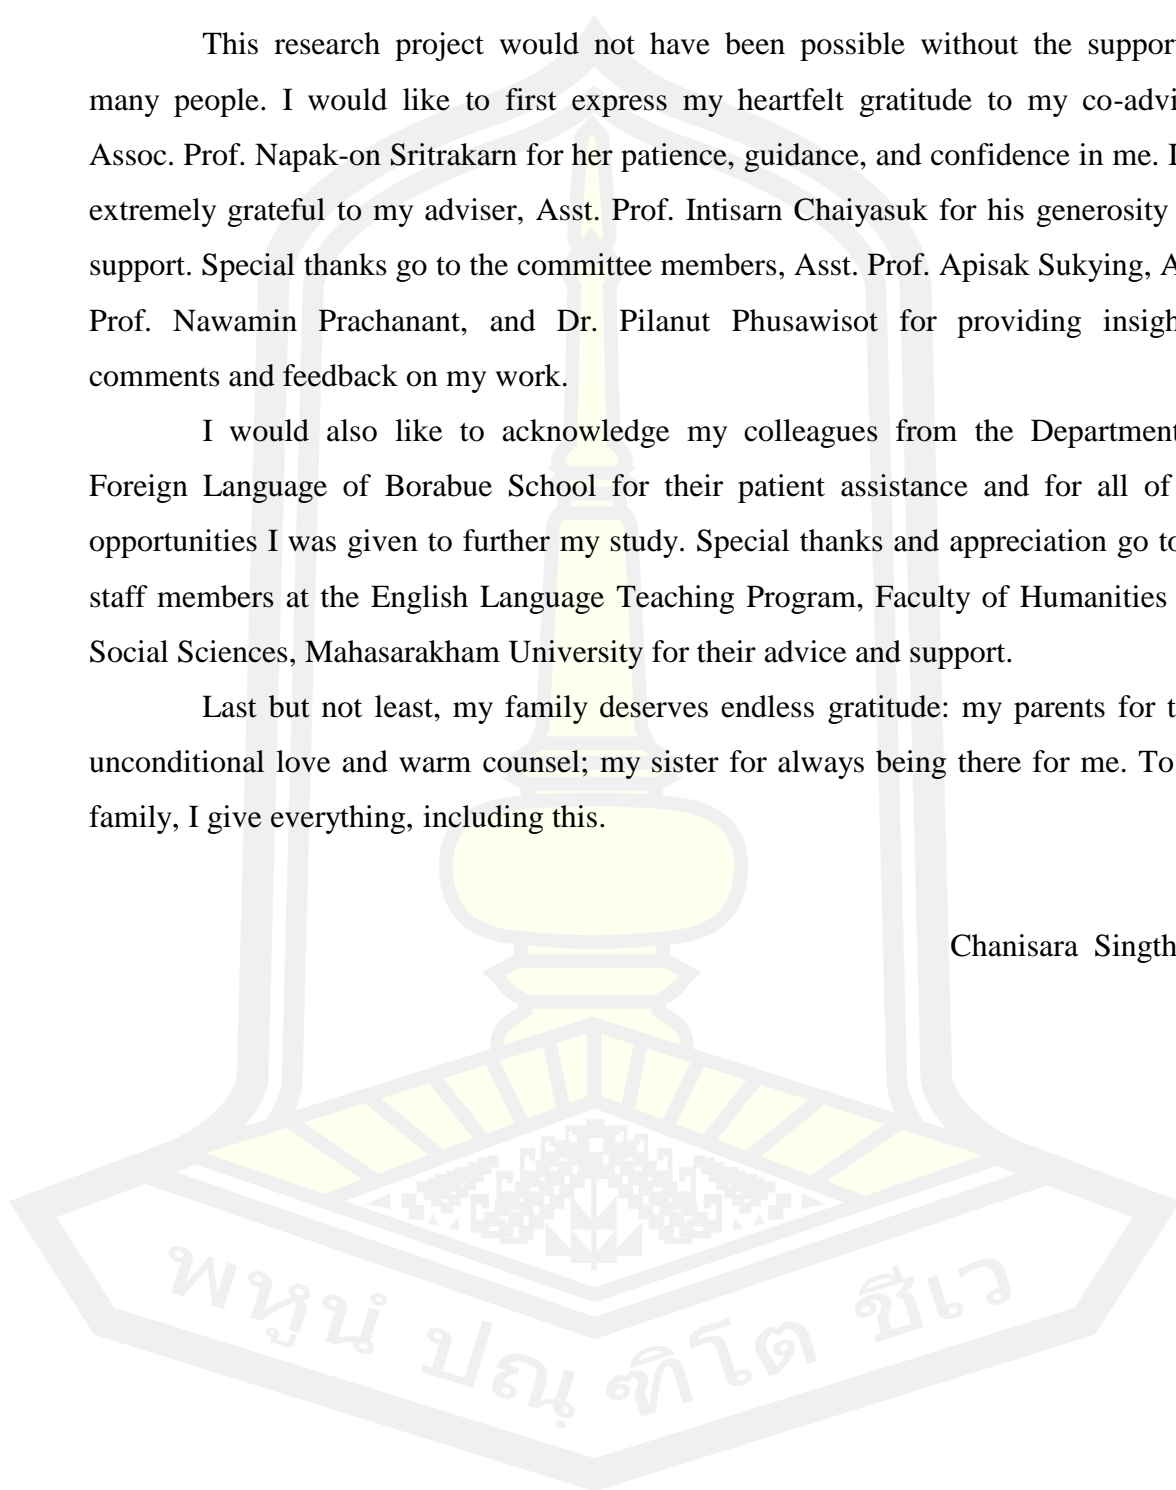 This research project would not have been possible without the support
many people. I would like to first express my heartfelt gratitude to my co-advi
Assoc. Prof. Napak-on Sritrakarn for her patience, guidance, and confidence in me. I
extremely grateful to my adviser, Asst. Prof. Intisarn Chaiyasuk for his generosity
support. Special thanks go to the committee members, Asst. Prof. Apisak Sukying, A
Prof. Nawamin Prachanant, and Dr. Pilanut Phusawisot for providing insigh
comments and feedback on my work.
I would also like to acknowledge my colleagues from the Department
Foreign Language of Borabue School for their patient assistance and for all of
opportunities I was given to further my study. Special thanks and appreciation go to
staff members at the English Language Teaching Program, Faculty of Humanities
Social Sciences, Mahasarakham University for their advice and support.
Last but not least, my family deserves endless gratitude: my parents for t
unconditional love and warm counsel; my sister for always being there for me. To
family, I give everything, including this.
Chanisara Singth
พหูนํ ปณฺ ฑิโต ชีเว